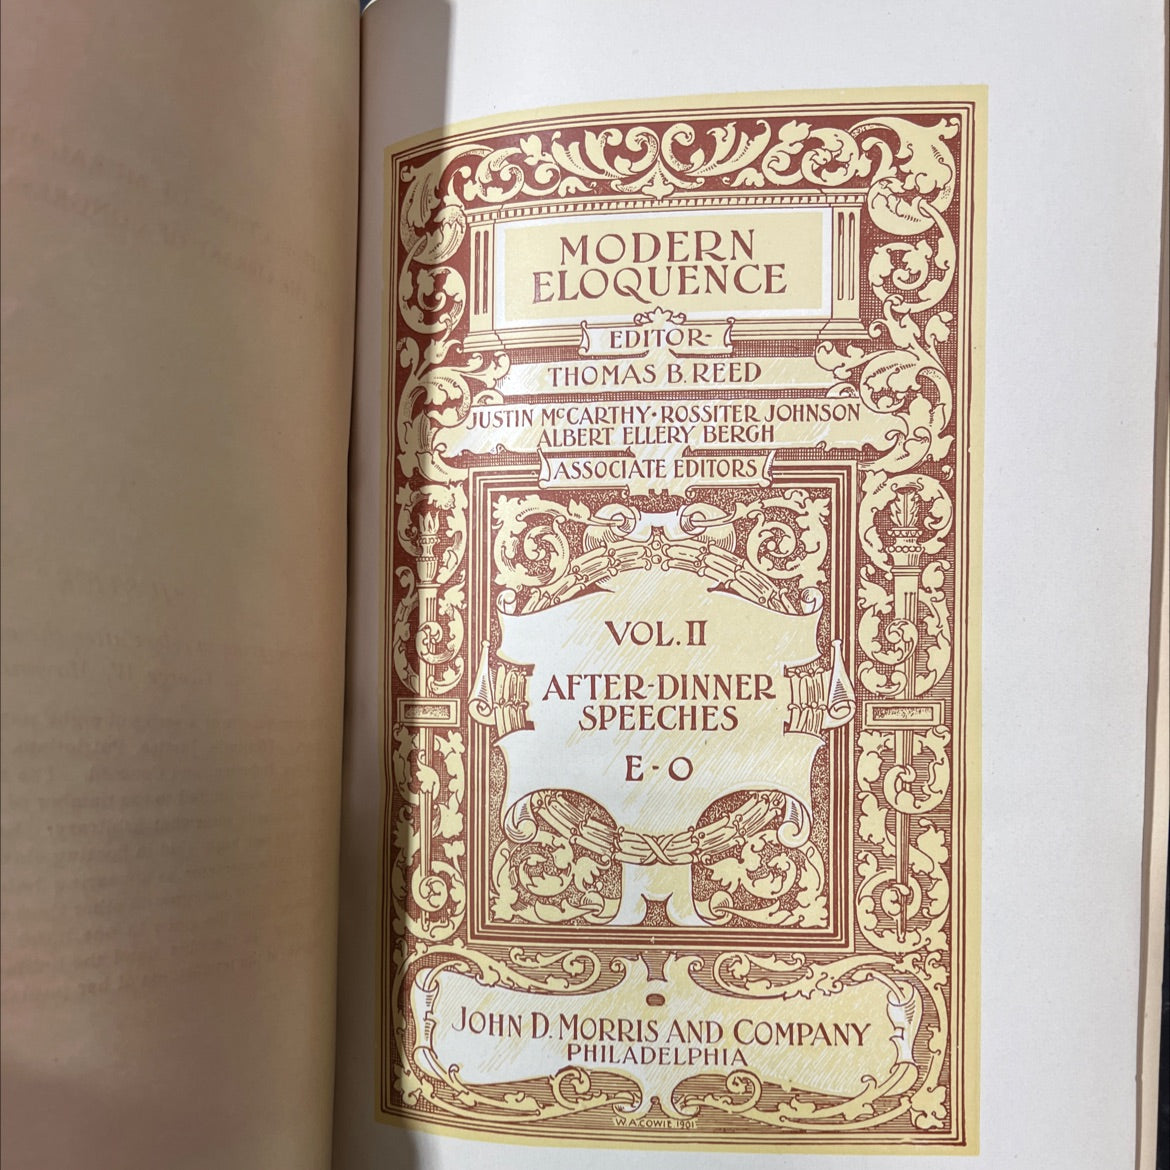 MODERN
ELOQUENCE
EDITOR-
THOMAS B. REED
JUSTIN McCARTHY · ROSSITER JOHNSON
ALBERT ELLERY BERGH
ASSOCIATE EDITORS
VOL. II
AFTER-DINNER
SPEECHES
E-O
JOHN D. MORRIS AND COMPANY
PHILADELPHIA
W. A. COWIE. 1901